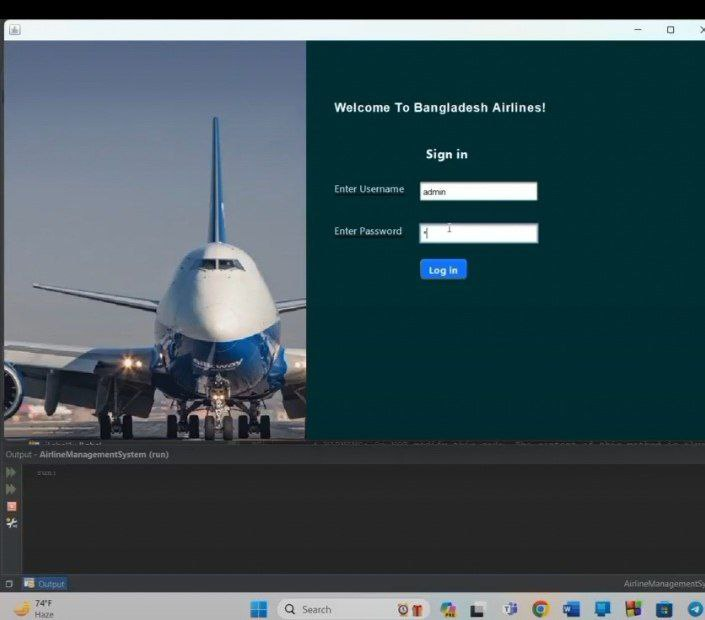 Welcome To Bangladesh Airlines!
Sign in
Enter Username
admin
Enter Password
*
Log in
Output - AirlineManagementSystem (run)
run:
Output
AirlineManagementSy
74°F
Haze
Search